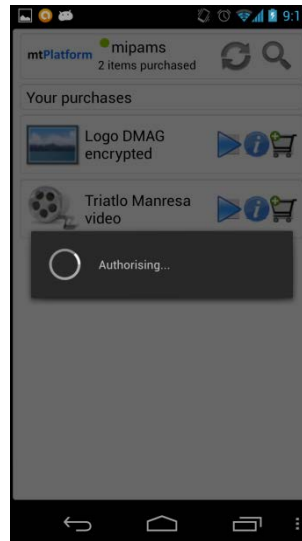 9:1
mtPlatform
mipams
2 items purchased
Your purchases
Logo DMAG
encrypted
Triatlo Manresa
video
Authorising...